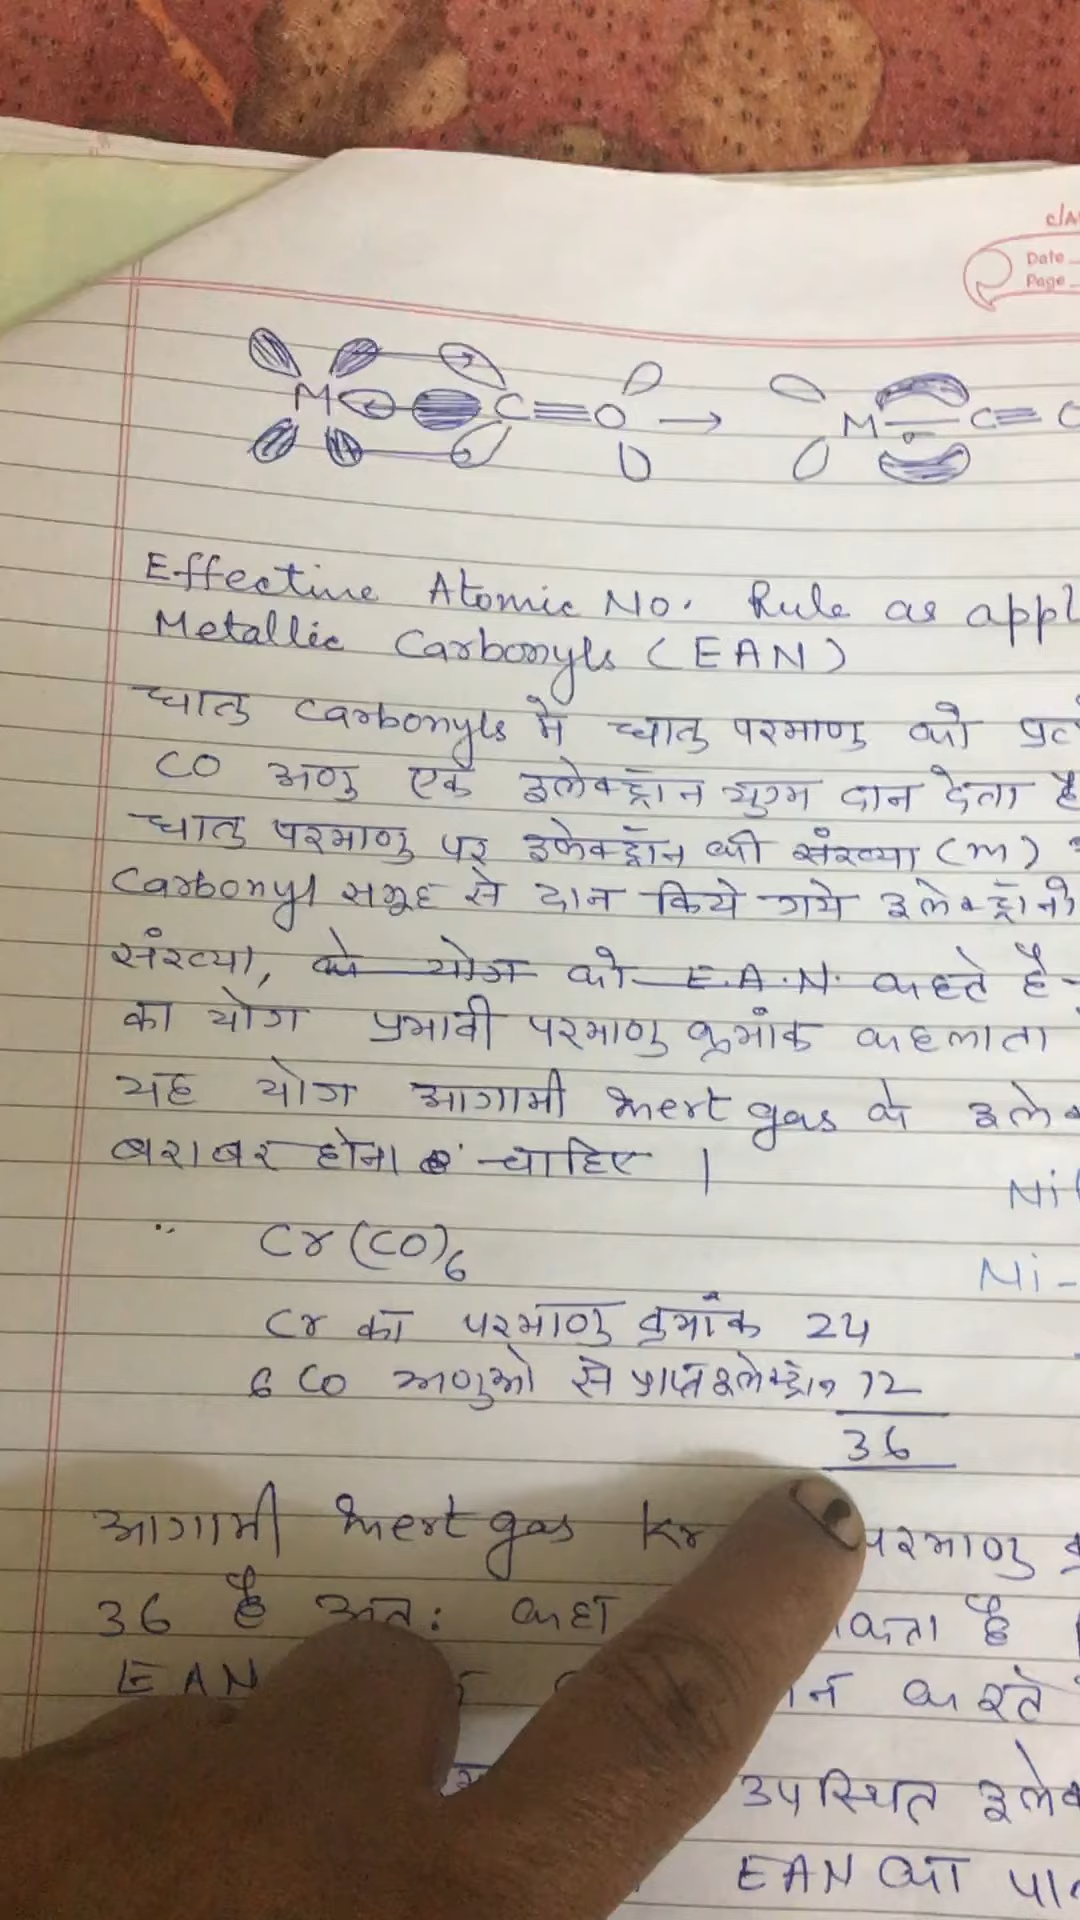 Date
Page
M C≡O → M σ C≡
Effective Atomic No. Rule as appl
Metallic Carbonyls (EAN)
धातु carbonyls में धातु परमाणु को
CO अणु एक इलेक्ट्रॉन युग्म दान देता है
धातु परमाणु पर इलेक्ट्रॉन की संख्या (m)
Carbonyl समूह से दान किये गये इलेक्ट्रॉनो
संख्या, के योग को E.A.N. कहते है
का योग प्रभावी परमाणु क्रमांक कहलाता
यह योग आगामी Inert gas के इले
बराबर होना चाहिए ।
Ni(
∵ Cr(CO)6
Ni-
Cr का परमाणु क्रमांक 24
6 CO अणुओ से प्राप्त इलेक्ट्रॉन 12
36
आगामी Inert gas Kr परमाणु
36 है अतः कहा है
EAN करते
उपस्थित इलेक
EAN का